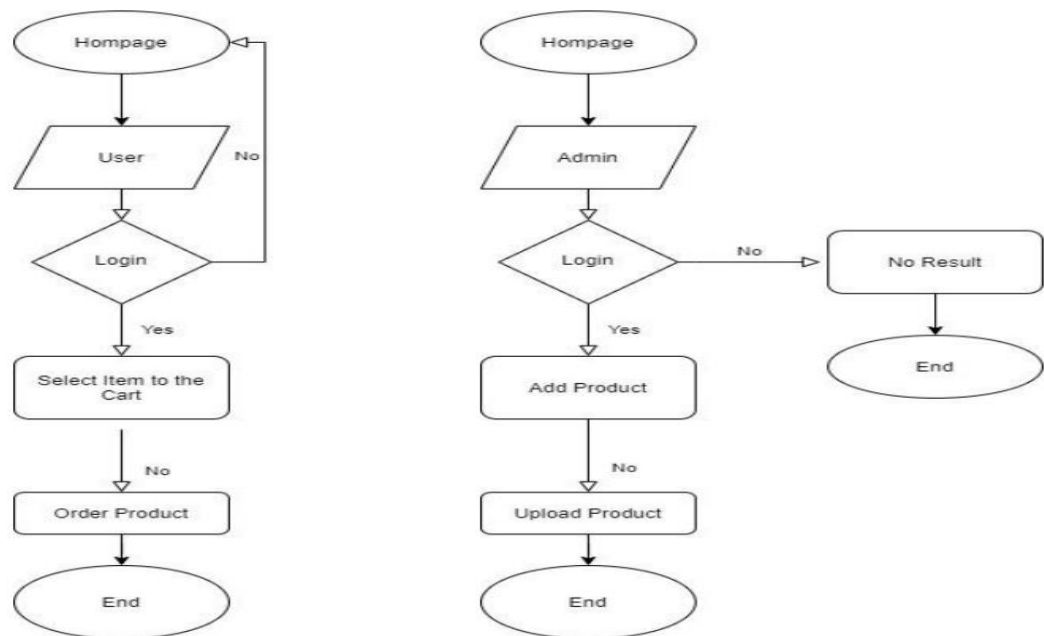 Hompage
User
No
Login
Yes
Select Item to the
Cart
No
Order Product
End
Hompage
Admin
Login
No
No Result
End
Yes
Add Product
No
Upload Product
End